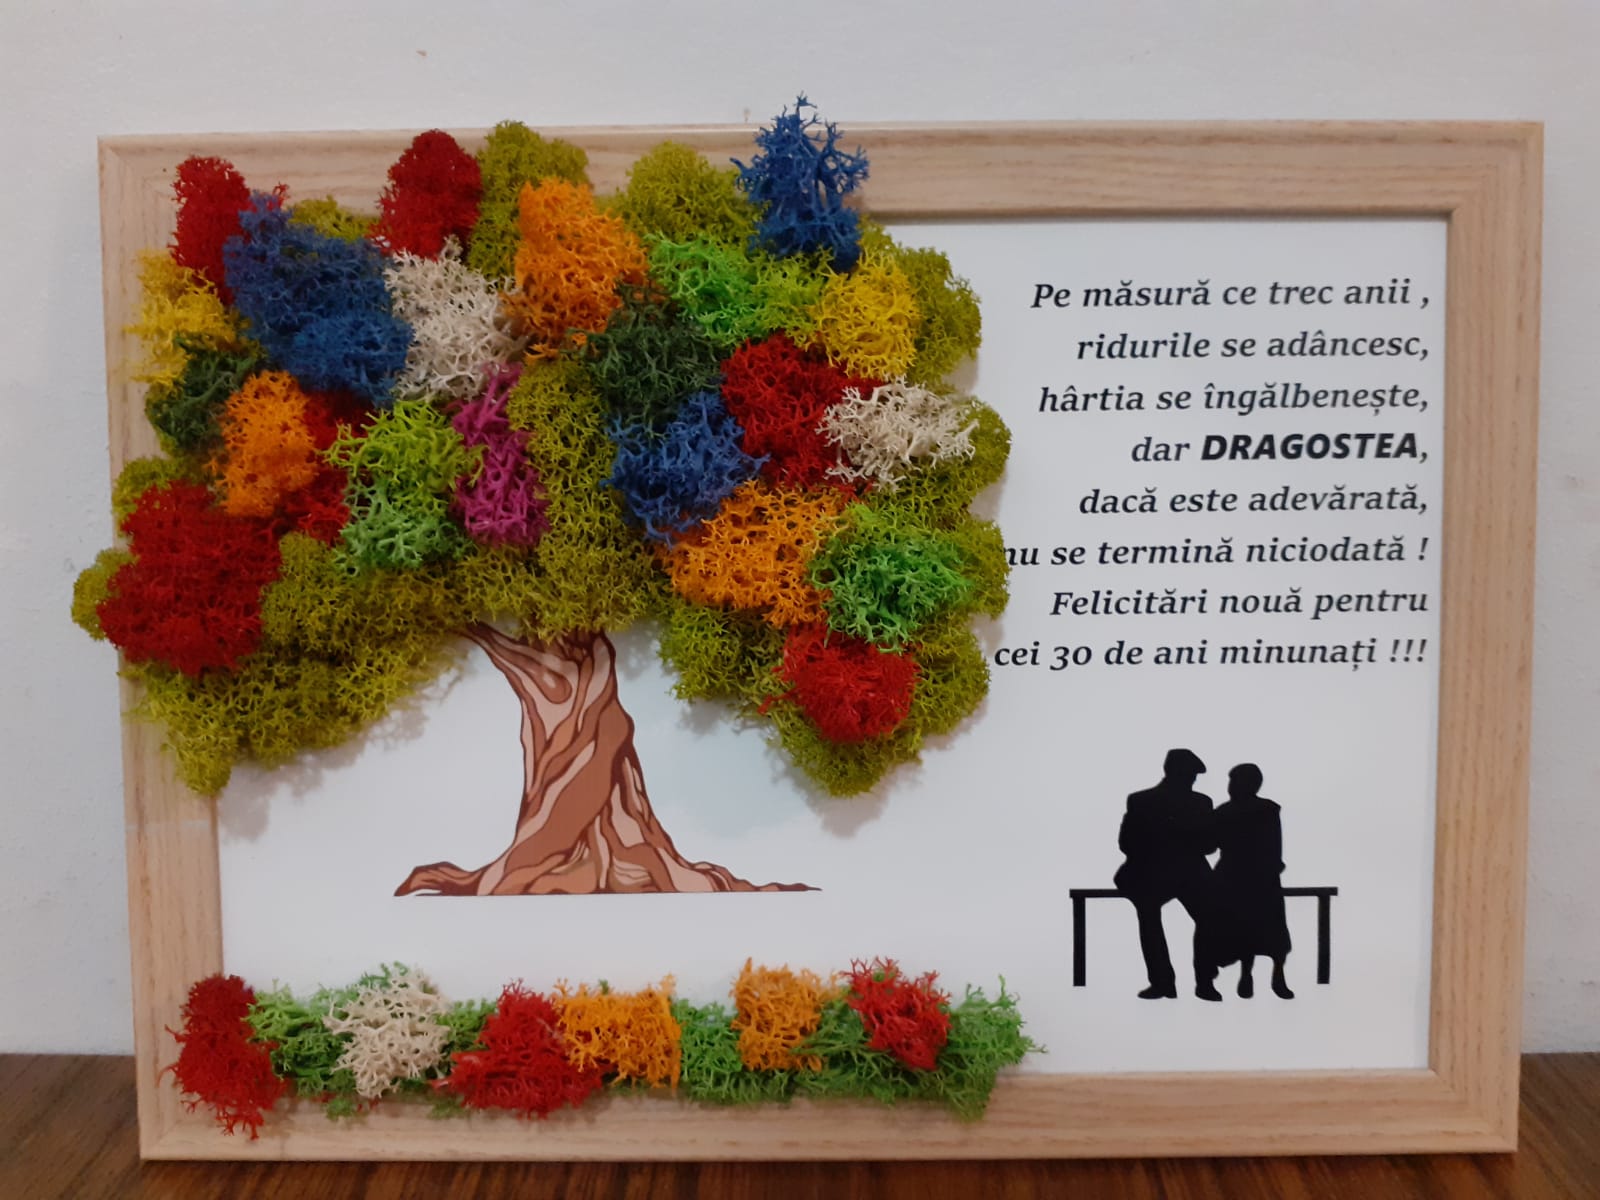 Pe măsură ce trec anii ,
ridurile se adâncesc,
hârtia se îngălbenește,
dar DRAGOSTEA,
dacă este adevărată,
nu se termină niciodată !
Felicitări nouă pentru
cei 30 de ani minunați !!!